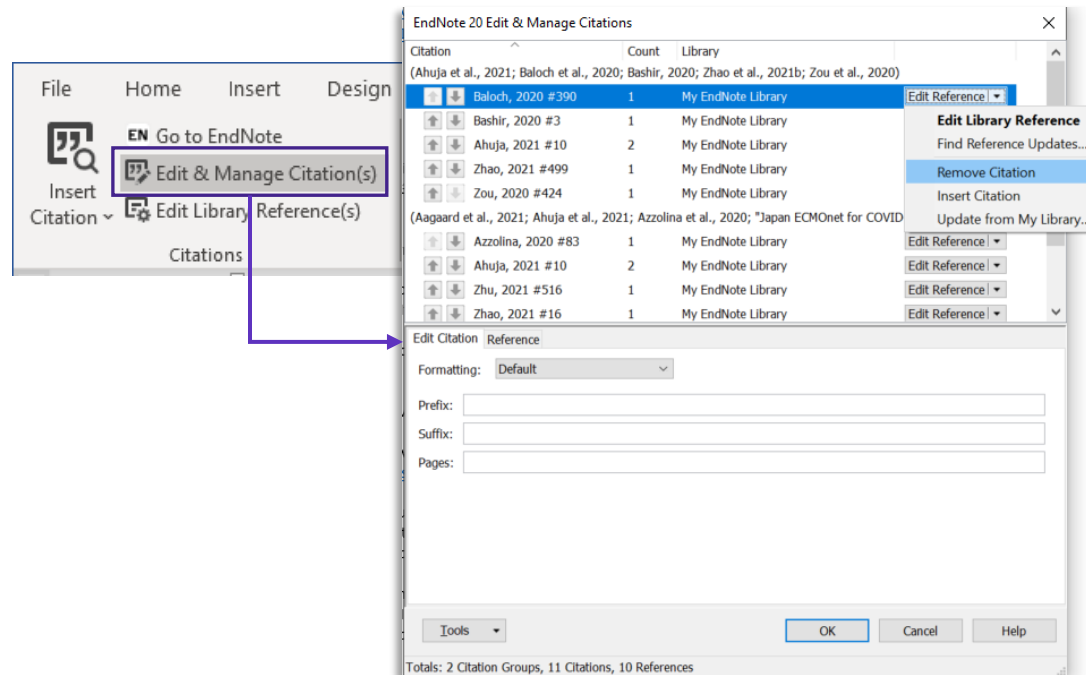 File Home Insert Design
Insert Citation
EN Go to EndNote
Edit & Manage Citation(s)
Edit Library Reference(s)
Citations
EndNote 20 Edit & Manage Citations
Citation Count Library
(Ahuja et al., 2021; Baloch et al., 2020; Bashir, 2020; Zhao et al., 2021b; Zou et al., 2020)
Baloch, 2020 #390 1 My EndNote Library Edit Reference
Bashir, 2020 #3 1 My EndNote Library
Ahuja, 2021 #10 2 My EndNote Library
Zhao, 2021 #499 1 My EndNote Library
Zou, 2020 #424 1 My EndNote Library
Edit Library Reference
Find Reference Updates...
Remove Citation
Insert Citation
Update from My Library..
(Aagaard et al., 2021; Ahuja et al., 2021; Azzolina et al., 2020; "Japan ECMOnet for COVID
Azzolina, 2020 #83 1 My EndNote Library Edit Reference
Ahuja, 2021 #10 2 My EndNote Library Edit Reference
Zhu, 2021 #516 1 My EndNote Library Edit Reference
Zhao, 2021 #16 1 My EndNote Library Edit Reference
Edit Citation Reference
Formatting: Default
Prefix:
Suffix:
Pages:
Tools OK Cancel Help
Totals: 2 Citation Groups, 11 Citations, 10 References